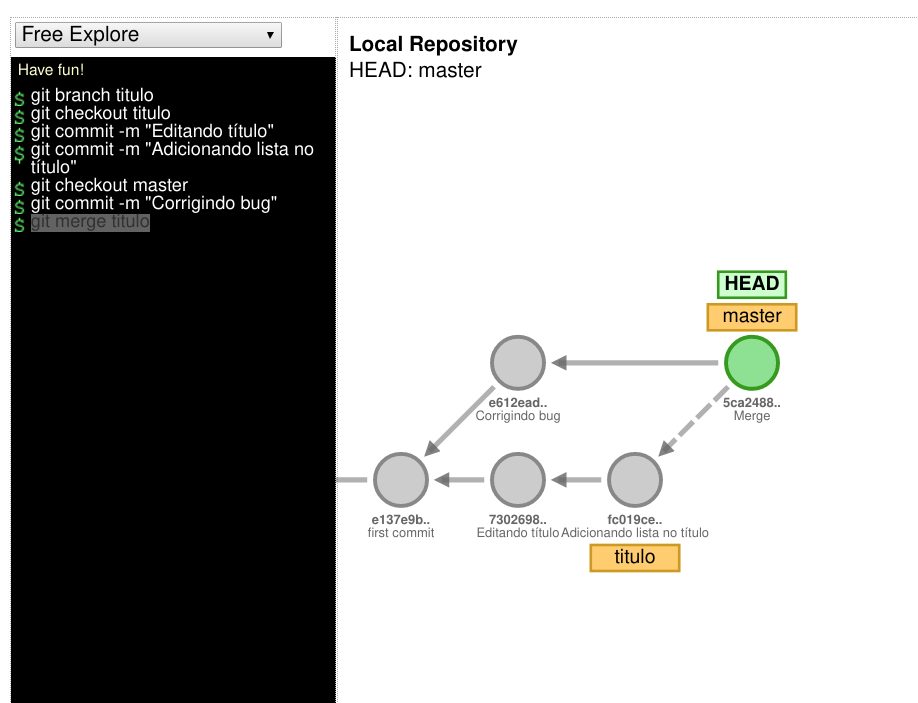 Free Explore
Have fun!
$ git branch titulo
$ git checkout titulo
$ git commit -m "Editando título"
$ git commit -m "Adicionando lista no
título"
$ git checkout master
$ git commit -m "Corrigindo bug"
$ git merge titulo
Local Repository
HEAD: master
HEAD
master
e612ead..
Corrigindo bug
5ca2488..
Merge
e137e9b..
first commit
7302698..
Editando título
fc019ce..
Adicionando lista no título
titulo